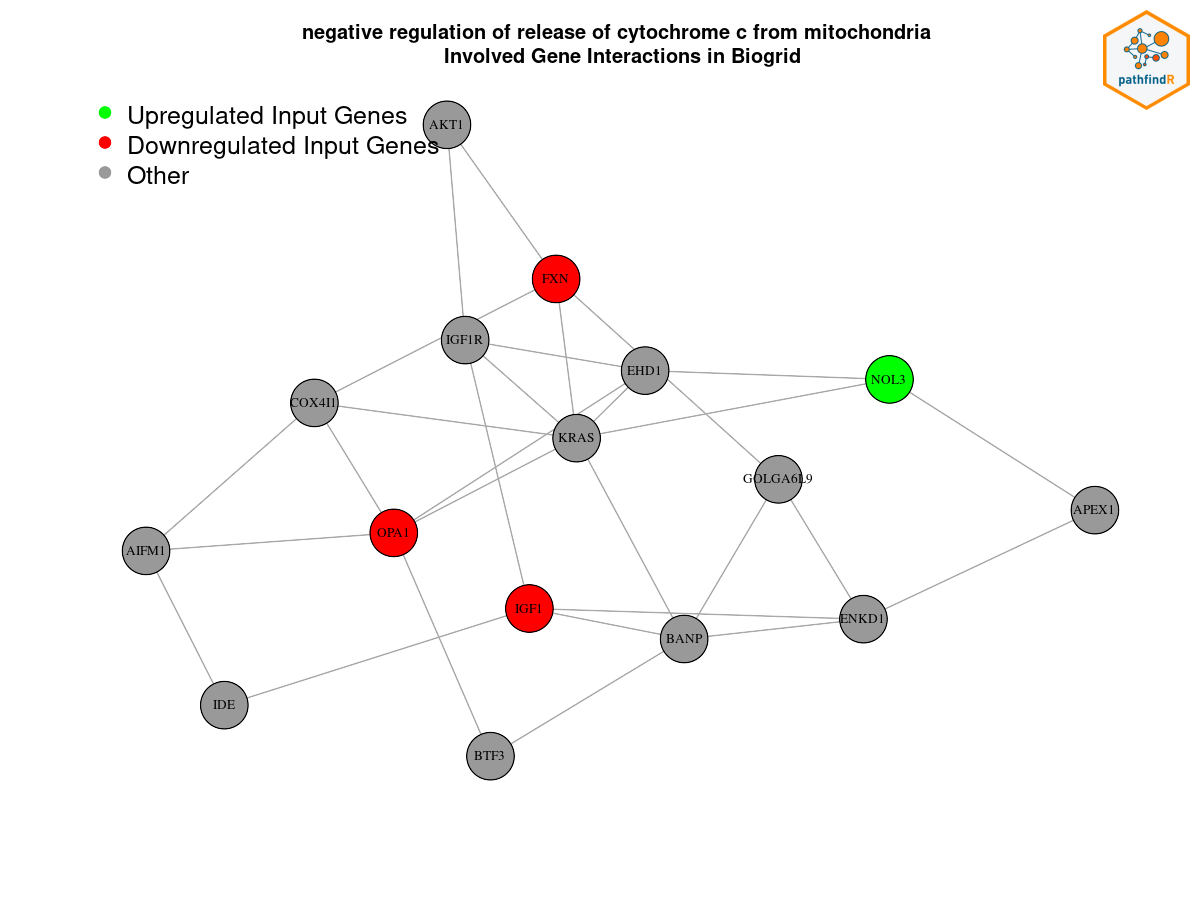 negative regulation of release of cytochrome c from mitochondria
Involved Gene Interactions in Biogrid
pathfindR
Upregulated Input Genes
Downregulated Input Genes
Other
AKT1
FXN
IGF1R
EHD1
NOL3
COX4I1
KRAS
GOLGA6L9
APEX1
OPA1
AIFM1
IGF1
ENKD1
BANP
IDE
BTF3